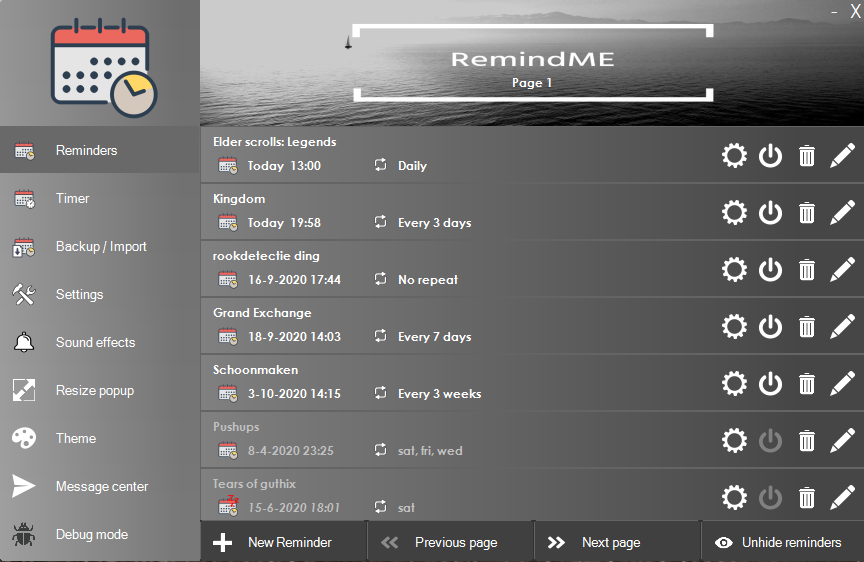 - X
RemindME
Page 1
Reminders
Timer
Backup / Import
Settings
Sound effects
Resize popup
Theme
Message center
Debug mode
Elder scrolls: Legends
Today 13:00 Daily
Kingdom
Today 19:58 Every 3 days
rookdetectie ding
16-9-2020 17:44 No repeat
Grand Exchange
18-9-2020 14:03 Every 7 days
Schoonmaken
3-10-2020 14:15 Every 3 weeks
Pushups
8-4-2020 23:25 sat, fri, wed
Tears of guthix
15-6-2020 18:01 sat
New Reminder Previous page Next page Unhide reminders